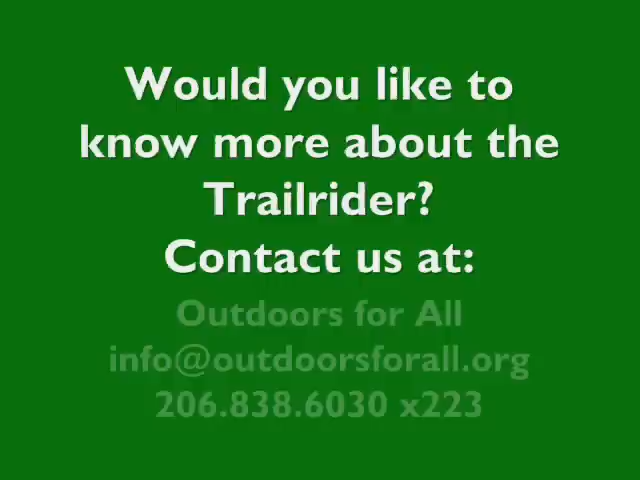 Would you like to
know more about the
Trailrider?
Contact us at:
Outdoors for All
info@outdoorsforall.org
206.838.6030 x223